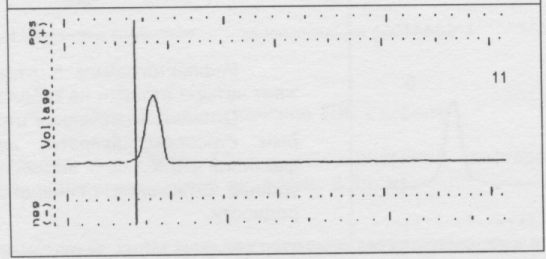 POS
(+)
Voltage
neg
(-)
11